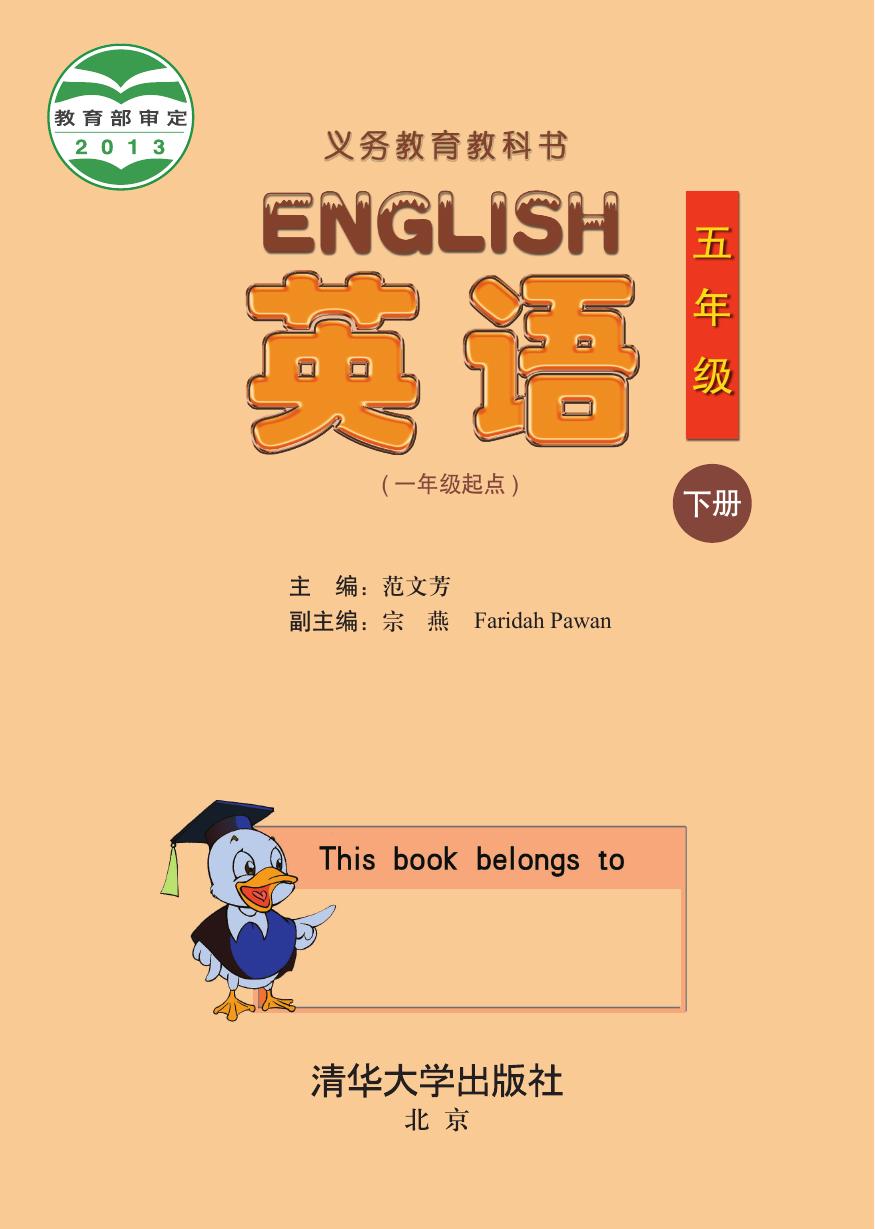 教育部审定
2013
义务教育教科书
ENGLISH
英语
五年级
下册
(一年级起点)
主 编：范文芳
副主编：宗 燕 Faridah Pawan
This book belongs to
清华大学出版社
北京